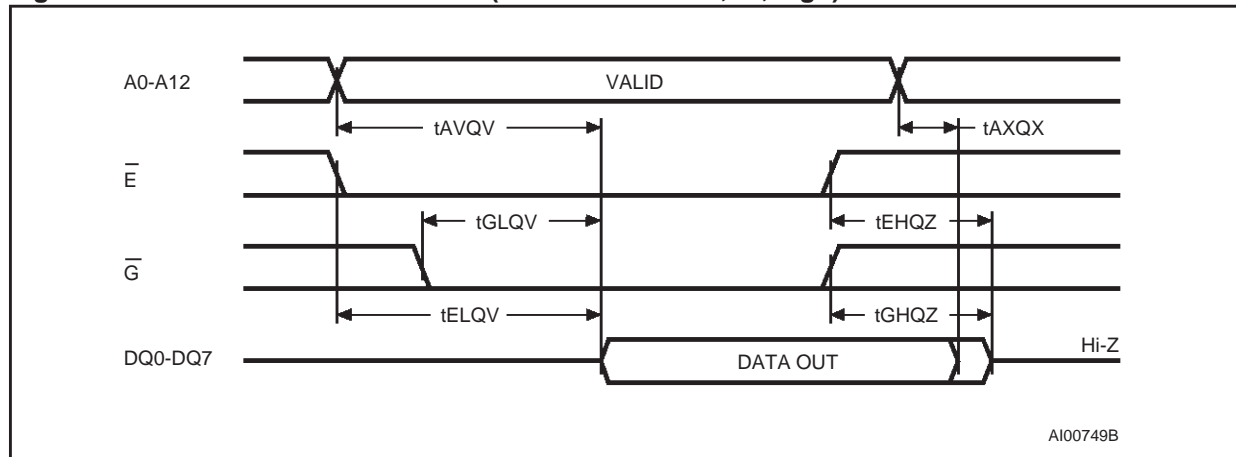 A0-A12
VALID
tAVQV
tAXQX
E
tGLQV
tEHQZ
G
tELQV
tGHQZ
DQ0-DQ7
DATA OUT
Hi-Z
AI00749B